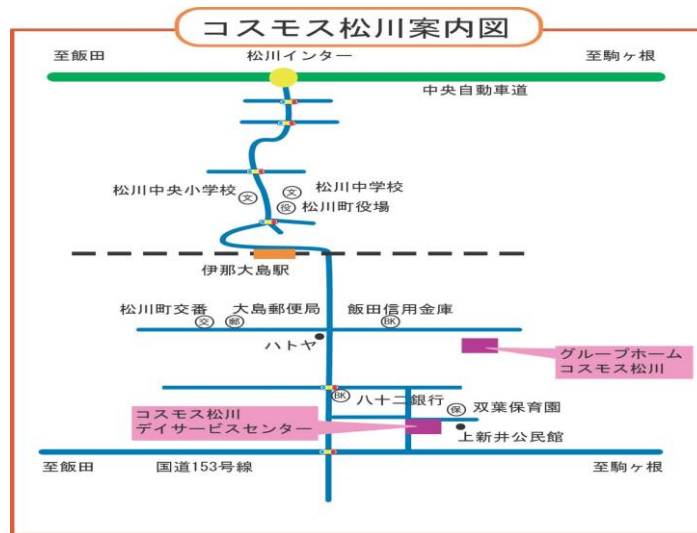 コスモス松川案内図
至飯田
松川インター
至駒ヶ根
中央自動車道
松川中央小学校
文
文
松川中学校
役
松川町役場
伊那大島駅
松川町交番
大島郵便局
飯田信用金庫
交
郵
BK
ハトヤ
グループホーム
コスモス松川
BK
八十二銀行
保
双葉保育園
コスモス松川
デイサービスセンター
上新井公民館
至飯田
国道153号線
至駒ヶ根